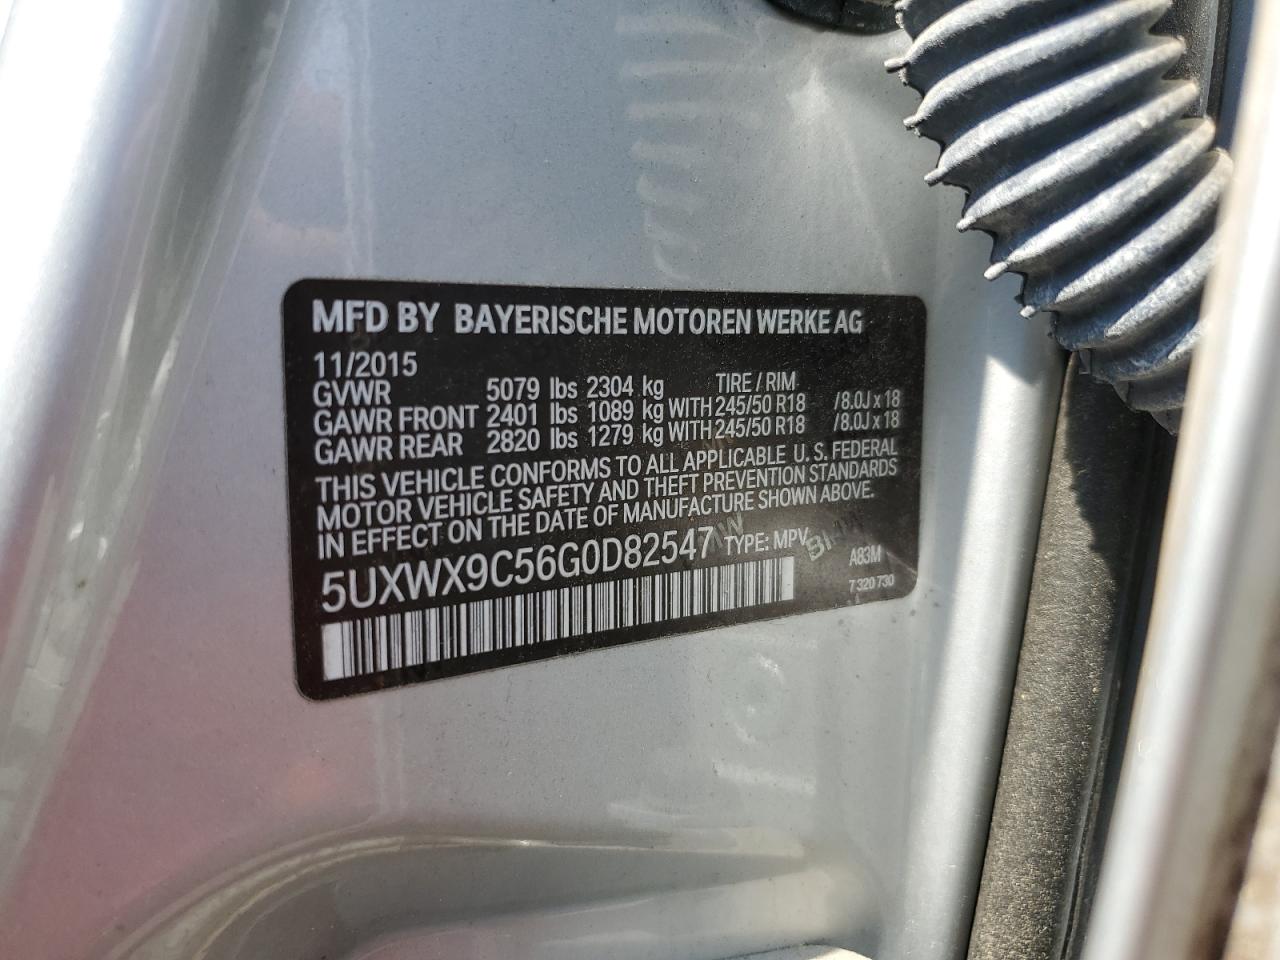 MFD BY BAYERISCHE MOTOREN WERKE AG
11/2015
GVWR 5079 lbs 2304 kg TIRE / RIM
GAWR FRONT 2401 lbs 1089 kg WITH 245/50 R18 /8.0J x 18
GAWR REAR 2820 lbs 1279 kg WITH 245/50 R18 /8.0J x 18
THIS VEHICLE CONFORMS TO ALL APPLICABLE U. S. FEDERAL
MOTOR VEHICLE SAFETY AND THEFT PREVENTION STANDARDS
IN EFFECT ON THE DATE OF MANUFACTURE SHOWN ABOVE.
5UXWX9C56G0D82547 TYPE: MPV
BMW
A83M
7 320 730